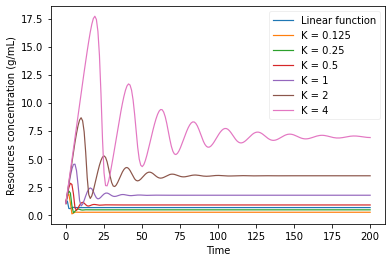 Resources concentration (g/mL)
17.5
15.0
12.5
10.0
7.5
5.0
2.5
0.0
Linear function
K = 0.125
K = 0.25
K = 0.5
K = 1
K = 2
K = 4
0 25 50 75 100 125 150 175 200
Time